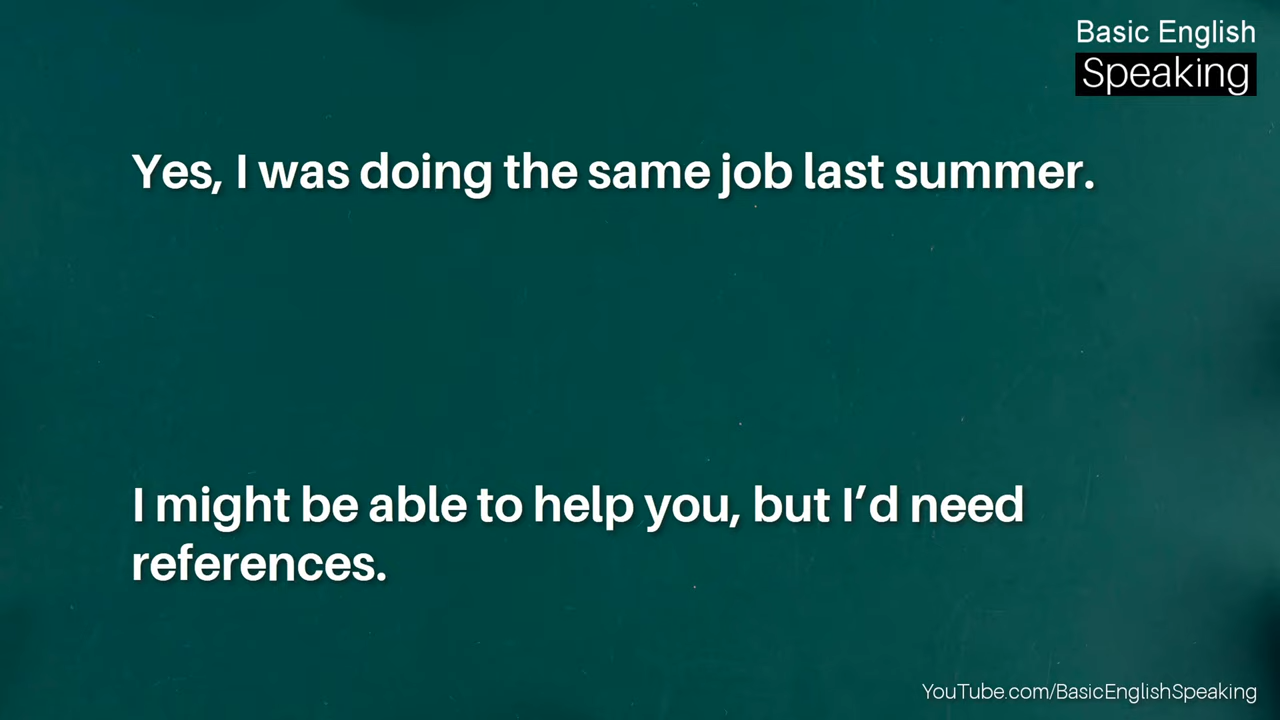 Basic English
Speaking
Yes, I was doing the same job last summer.
I might be able to help you, but I’d need
references.
YouTube.com/BasicEnglishSpeaking